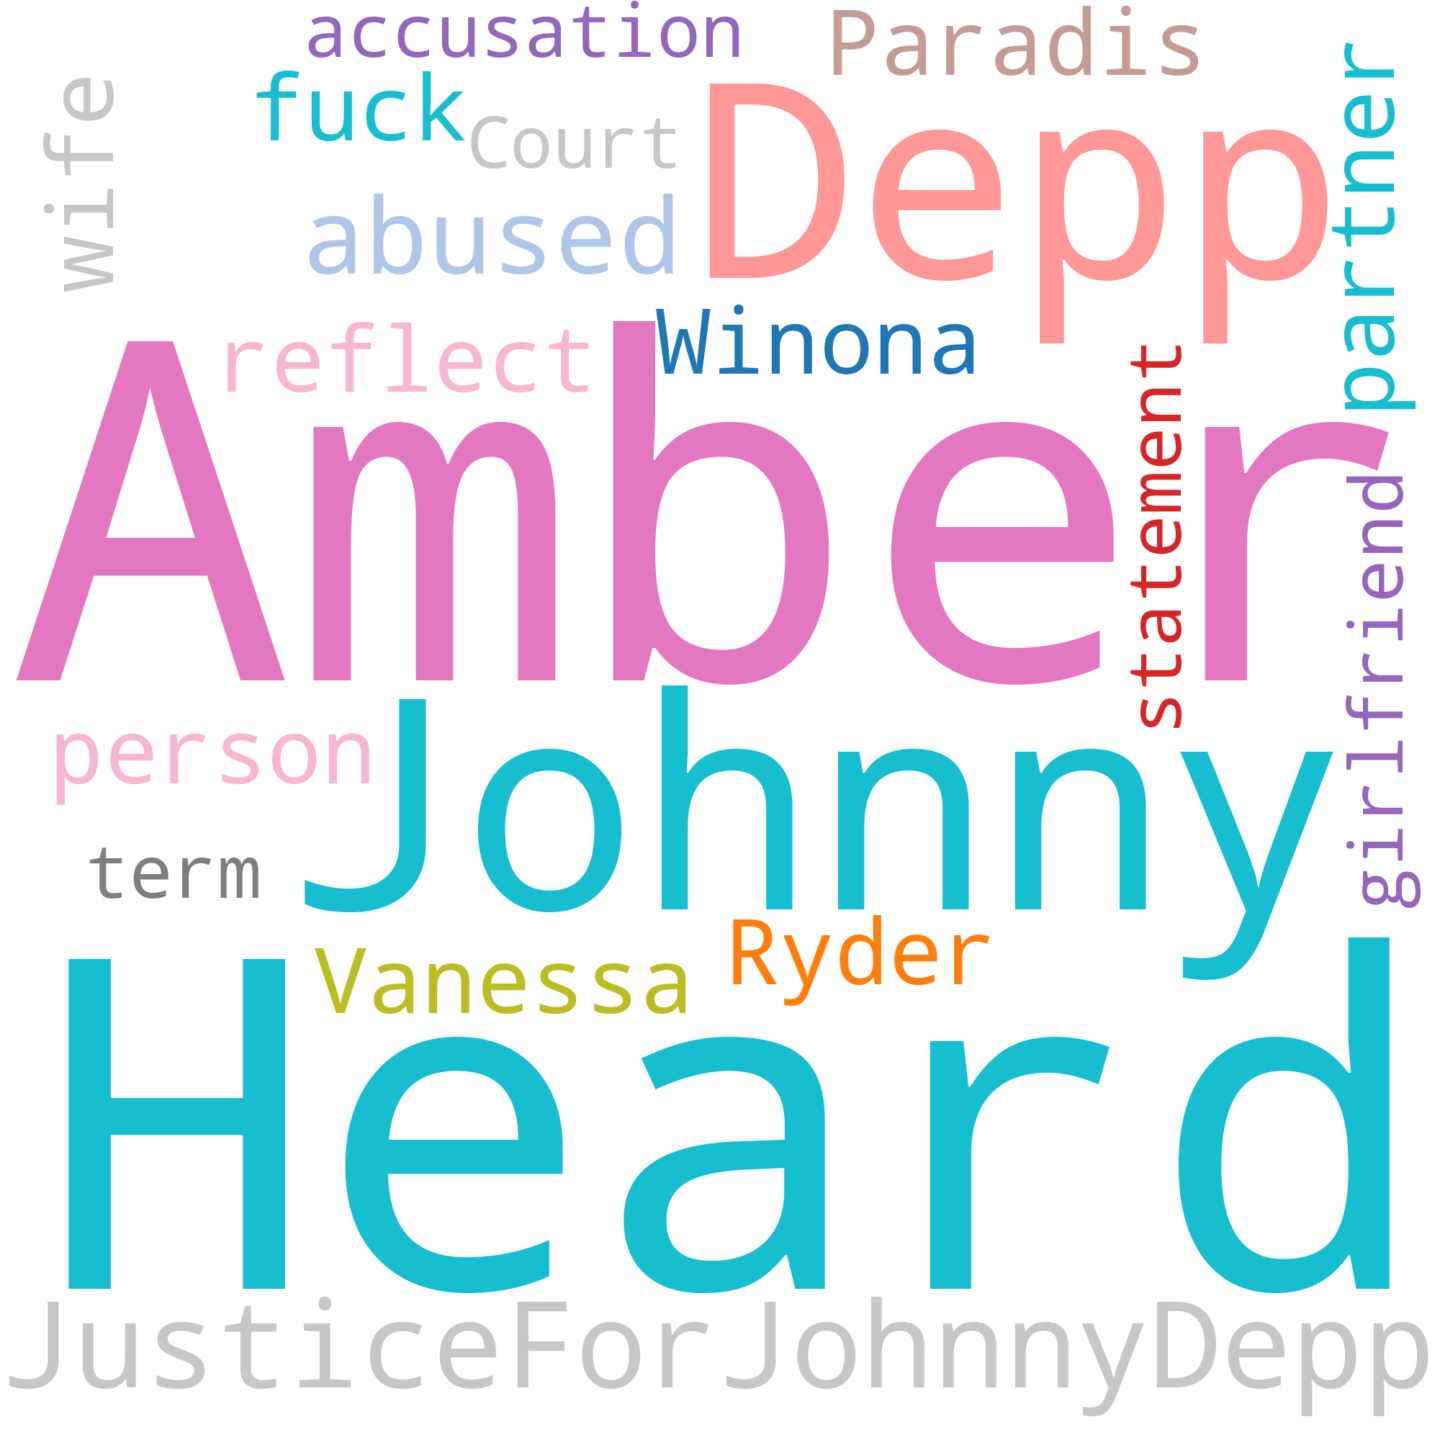 accusation
Paradis
fuck
Court
wife
Depp
partner
abused
Winona
reflect
Amber
statement
girlfriend
Johnny
person
term
Ryder
Vanessa
Heard
JusticeForJohnnyDepp